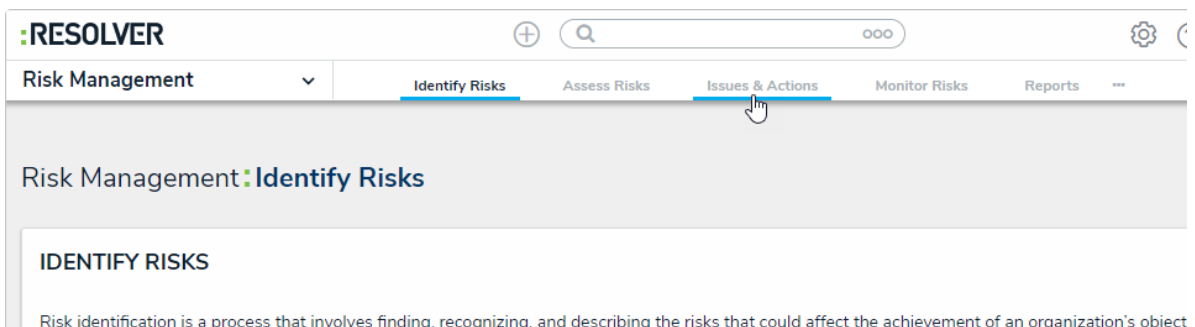 :RESOLVER
Risk Management Identify Risks Assess Risks Issues & Actions Monitor Risks Reports
Risk Management:Identify Risks
IDENTIFY RISKS
Risk identification is a process that involves finding, recognizing, and describing the risks that could affect the achievement of an organization's object